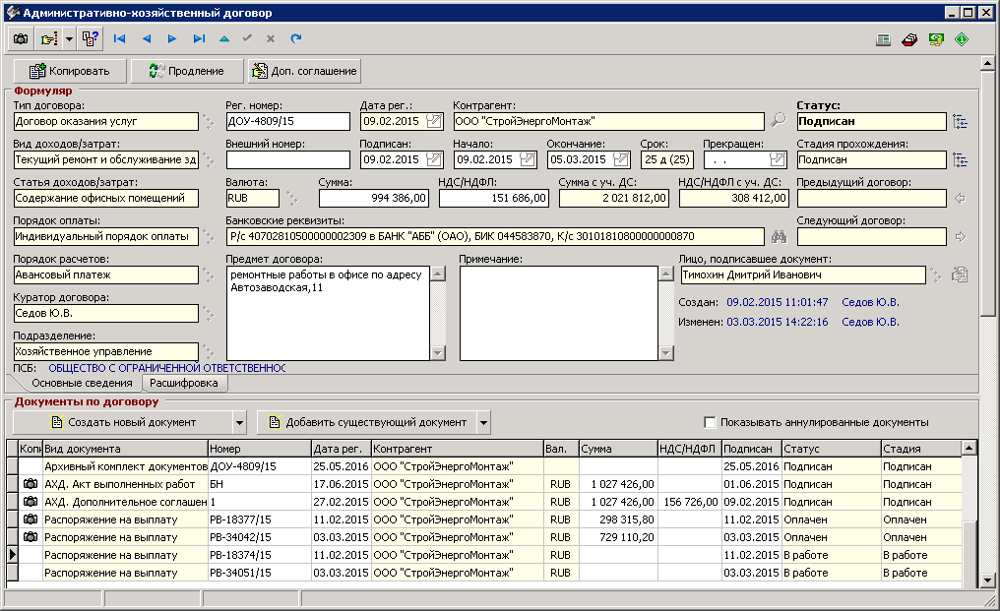 Административно-хозяйственный договор
Копировать Продление Доп. соглашение
Формуляр
Тип договора: Рег. номер: Дата рег.: Контрагент: Статус:
Договор оказания услуг ДОУ-4809/15 09.02.2015 ООО "СтройЭнергоМонтаж" Подписан
Вид доходов/затрат: Внешний номер: Подписан: Начало: Окончание: Срок: Прекращен: Стадия прохождения:
Текущий ремонт и обслуживание зд 09.02.2015 09.02.2015 05.03.2015 25 д (25) . . Подписан
Статья доходов/затрат: Валюта: Сумма: НДС/НДФЛ: Сумма с уч. ДС: НДС/НДФЛ с уч. ДС: Предыдущий договор:
Содержание офисных помещений RUB 994 386,00 151 686,00 2 021 812,00 308 412,00
Порядок оплаты: Банковские реквизиты: Следующий договор:
Индивидуальный порядок оплаты Р/с 40702810500000002309 в БАНК "АББ" (ОАО), БИК 044583870, К/с 30101810800000000870
Порядок расчетов: Предмет договора: Примечание: Лицо, подписавшее документ:
Авансовый платеж ремонтные работы в офисе по адресу Тимохин Дмитрий Иванович
Автозаводская,11
Куратор договора: Создан: 09.02.2015 11:01:47 Седов Ю.В.
Седов Ю.В. Изменен: 03.03.2015 14:22:16 Седов Ю.В.
Подразделение:
Хозяйственное управление
ПСБ: ОБЩЕСТВО С ОГРАНИЧЕННОЙ ОТВЕТСТВЕННОС
Основные сведения Расшифровка
Документы по договору
Создать новый документ Добавить существующий документ Показывать аннулированные документы
Копи Вид документа Номер Дата рег. Контрагент Вал. Сумма НДС/НДФЛ Подписан Статус Стадия
Архивный комплект документов ДОУ-4809/15 25.05.2016 ООО "СтройЭнергоМонтаж" 25.05.2016 Подписан Подписан
АХД. Акт выполненных работ БН 17.06.2015 ООО "СтройЭнергоМонтаж" RUB 1 027 426,00 01.06.2015 Подписан Подписан
АХД. Дополнительное соглашен 1 27.02.2015 ООО "СтройЭнергоМонтаж" RUB 1 027 426,00 156 726,00 09.02.2015 Подписан Подписан
Распоряжение на выплату РВ-18377/15 11.02.2015 ООО "СтройЭнергоМонтаж" RUB 298 315,80 11.02.2015 Оплачен Оплачен
Распоряжение на выплату РВ-34042/15 03.03.2015 ООО "СтройЭнергоМонтаж" RUB 729 110,20 03.03.2015 Оплачен Оплачен
Распоряжение на выплату РВ-18374/15 11.02.2015 ООО "СтройЭнергоМонтаж" RUB 11.02.2015 В работе В работе
Распоряжение на выплату РВ-34051/15 03.03.2015 ООО "СтройЭнергоМонтаж" RUB 03.03.2015 В работе В работе